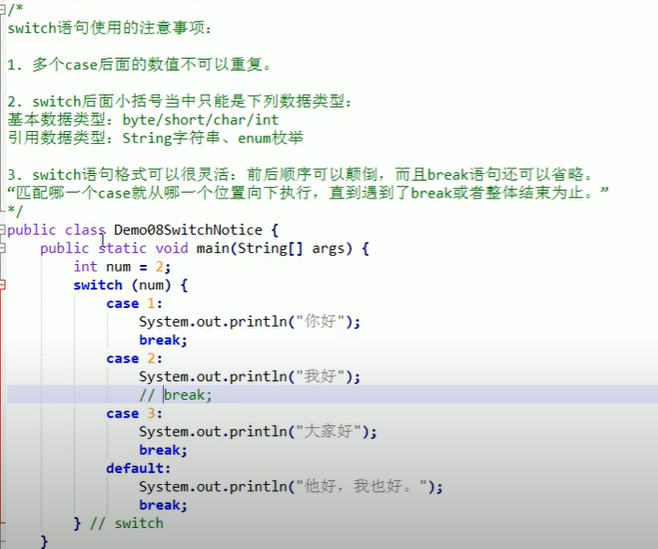 /*
switch语句使用的注意事项：
1. 多个case后面的数值不可以重复。
2. switch后面小括号当中只能是下列数据类型：
基本数据类型：byte/short/char/int
引用数据类型：String字符串、enum枚举
3. switch语句格式可以很灵活：前后顺序可以颠倒，而且break语句还可以省略。
“匹配哪一个case就从哪一个位置向下执行，直到遇到了break或者整体结束为止。”
*/
public class Demo08SwitchNotice {
public static void main(String[] args) {
int num = 2;
switch (num) {
case 1:
System.out.println("你好");
break;
case 2:
System.out.println("我好");
// break;
case 3:
System.out.println("大家好");
break;
default:
System.out.println("他好，我也好。");
break;
} // switch
}